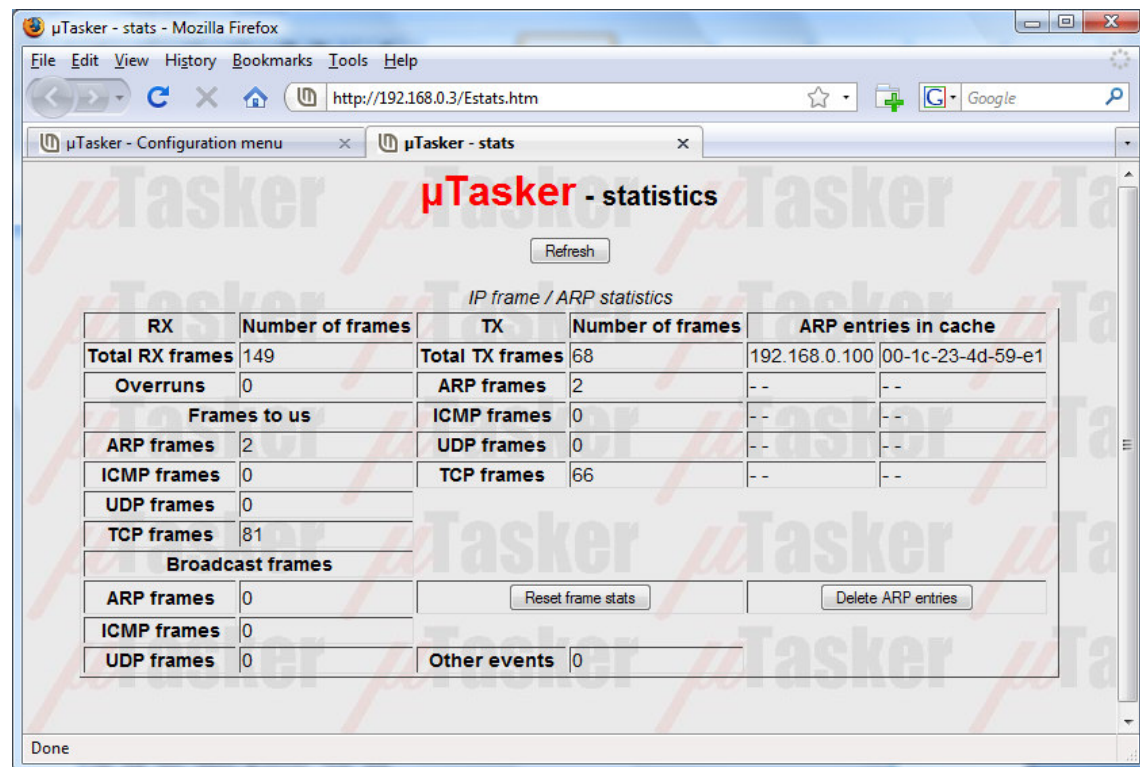 µTasker - stats - Mozilla Firefox
File Edit View History Bookmarks Tools Help
http://192.168.0.3/Estats.htm
G Google
µTasker - Configuration menu
µTasker - stats
µTasker - statistics
Refresh
IP frame / ARP statistics
RX Number of frames TX Number of frames ARP entries in cache
Total RX frames 149 Total TX frames 68 192.168.0.100 00-1c-23-4d-59-e1
Overruns 0 ARP frames 2 - - - -
Frames to us ICMP frames 0 - - - -
ARP frames 2 UDP frames 0 - - - -
ICMP frames 0 TCP frames 66 - - - -
UDP frames 0
TCP frames 81
Broadcast frames
ARP frames 0 Reset frame stats Delete ARP entries
ICMP frames 0
UDP frames 0 Other events 0
Done